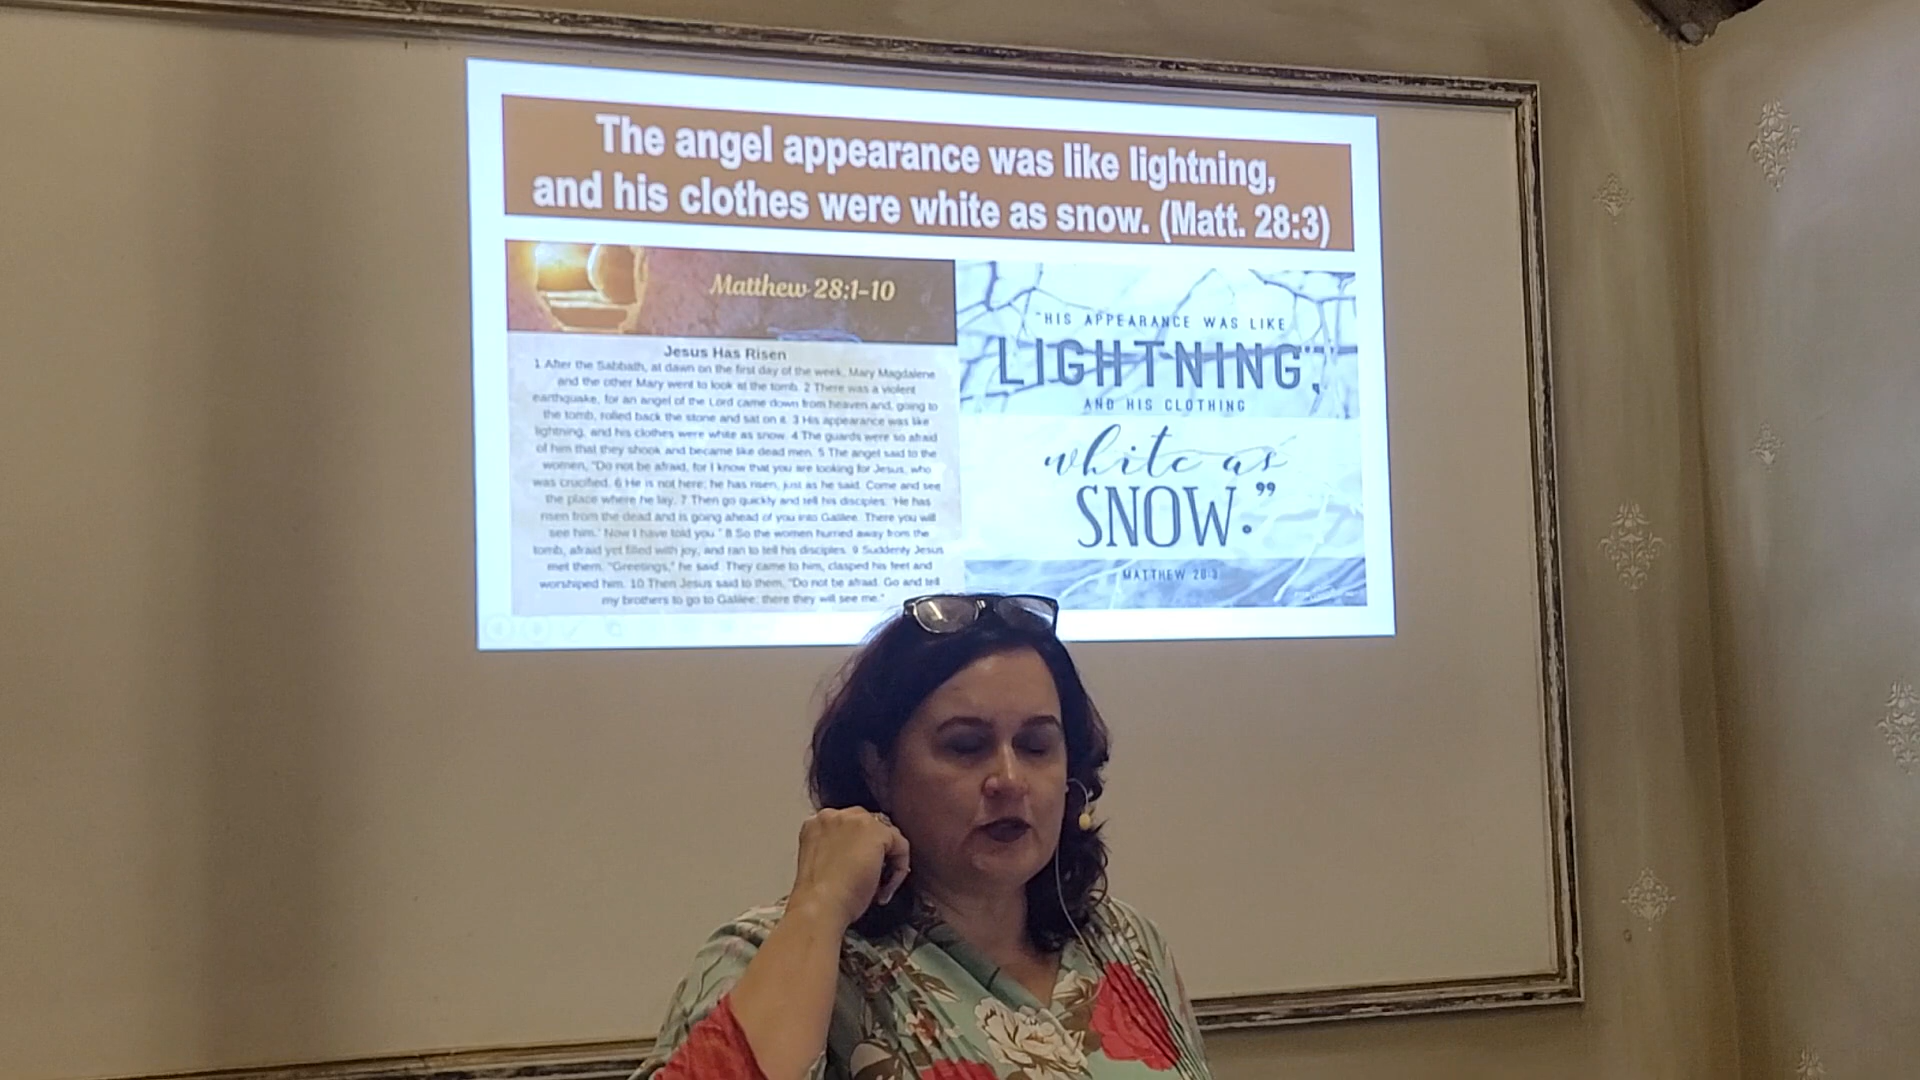 The angel appearance was like lightning,
and his clothes were white as snow. (Matt. 28:3)
Matthew 28:1-10
Jesus Has Risen
1 After the Sabbath, at dawn on the first day of the week, Mary Magdalene
and the other Mary went to look at the tomb. 2 There was a violent
earthquake, for an angel of the Lord came down from heaven and, going to
the tomb, rolled back the stone and sat on it. 3 His appearance was like
lightning, and his clothes were white as snow. 4 The guards were so afraid
of him that they shook and became like dead men. 5 The angel said to the
women, "Do not be afraid, for I know that you are looking for Jesus, who
was crucified. 6 He is not here; he has risen, just as he said. Come and see
the place where he lay. 7 Then go quickly and tell his disciples: 'He has
risen from the dead and is going ahead of you into Galilee. There you will
see him.' Now I have told you." 8 So the women hurried away from the
tomb, afraid yet filled with joy, and ran to tell his disciples. 9 Suddenly Jesus
met them. "Greetings," he said. They came to him, clasped his feet and
worshiped him. 10 Then Jesus said to them, "Do not be afraid. Go and tell
my brothers to go to Galilee; there they will see me."
"HIS APPEARANCE WAS LIKE
LIGHTNING,
AND HIS CLOTHING
white as
SNOW."
MATTHEW 28:3